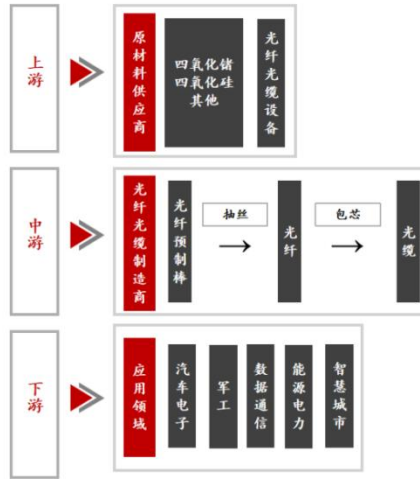 上游
原材料供应商
四氧化锗
四氧化硅
其他
光纤光缆设备
中游
光纤光缆制造商
光纤预制棒
抽丝
→
光纤
包芯
→
光缆
下游
应用领域
汽车电子
军工
数据通信
能源电力
智慧城市